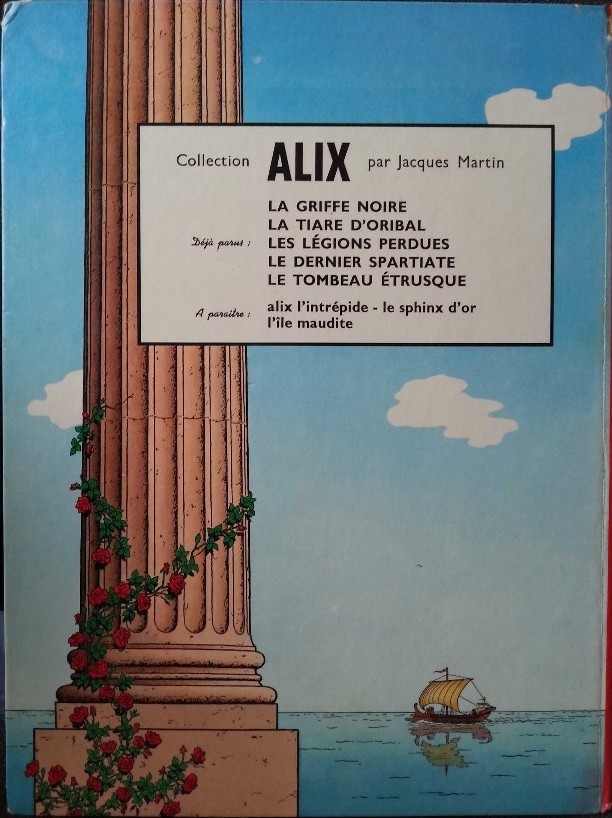 Collection ALIX par Jacques Martin
LA GRIFFE NOIRE
LA TIARE D'ORIBAL
Déjà parus : LES LÉGIONS PERDUES
LE DERNIER SPARTIATE
LE TOMBEAU ÉTRUSQUE
A paraître : alix l'intrépide - le sphinx d'or
l'île maudite